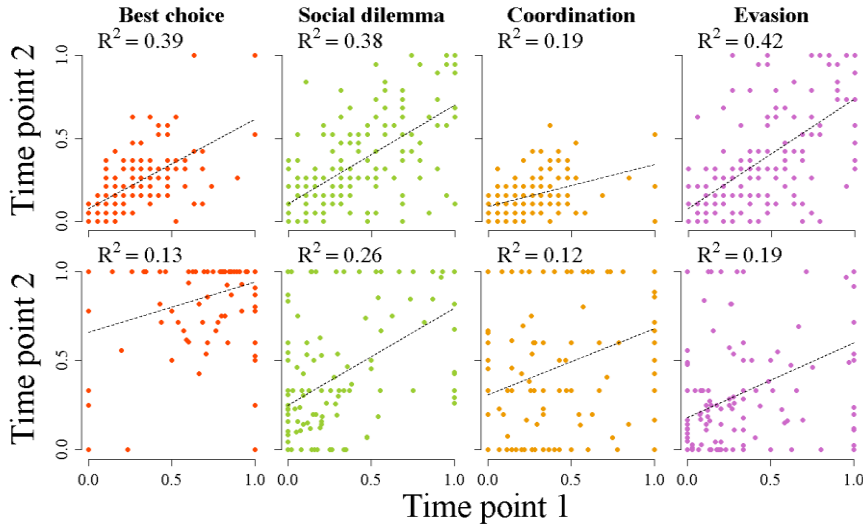 Best choice Social dilemma Coordination Evasion
R² = 0.39 R² = 0.38 R² = 0.19 R² = 0.42
Time point 2
1.0
0.5
0.0
R² = 0.13 R² = 0.26 R² = 0.12 R² = 0.19
Time point 2
1.0
0.5
0.0
0.0 0.5 1.0 0.0 0.5 1.0 0.0 0.5 1.0 0.0 0.5 1.0
Time point 1